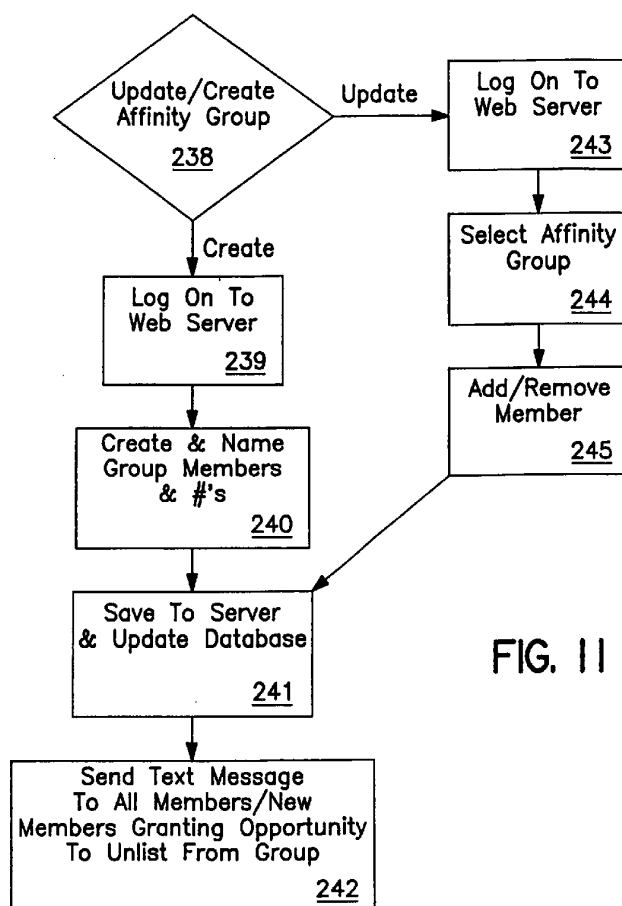 Update/Create
Affinity Group
238
Update
Log On To
Web Server
243
Create
Select Affinity
Group
244
Log On To
Web Server
239
Add/Remove
Member
245
Create & Name
Group Members
& #'s
240
Save To Server
& Update Database
241
FIG. 11
Send Text Message
To All Members/New
Members Granting Opportunity
To Unlist From Group
242